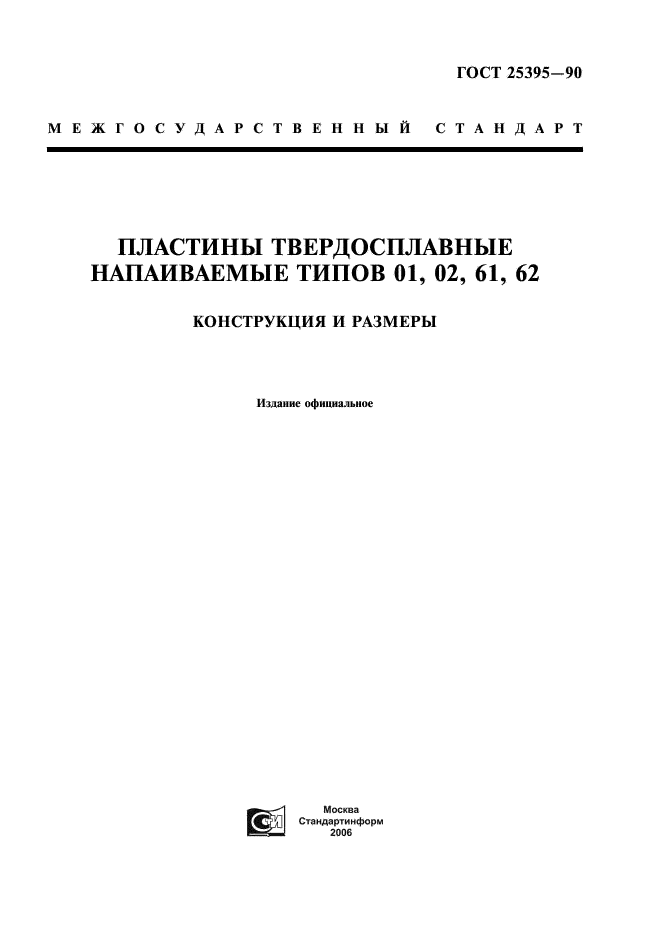 ГОСТ 25395—90
МЕЖГОСУДАРСТВЕННЫЙ СТАНДАРТ
ПЛАСТИНЫ ТВЕРДОСПЛАВНЫЕ
НАПАИВАЕМЫЕ ТИПОВ 01, 02, 61, 62
КОНСТРУКЦИЯ И РАЗМЕРЫ
Издание официальное
Москва
Стандартинформ
2006